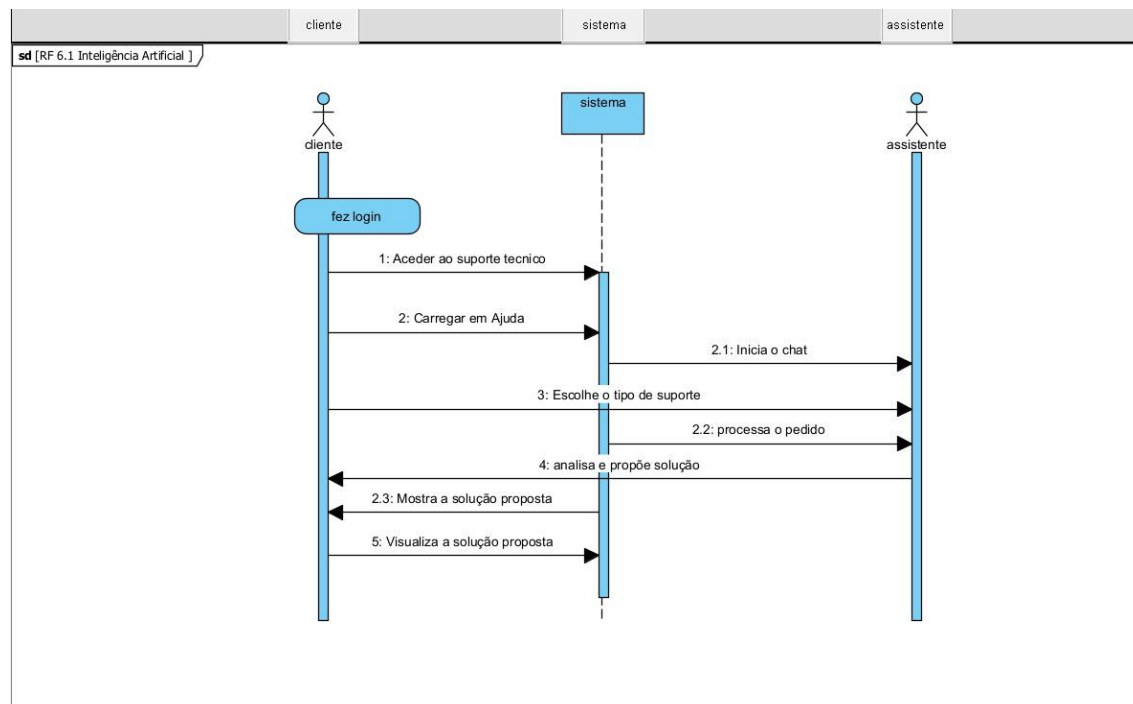 cliente
sistema
assistente
sd [RF 6.1 Inteligência Artificial ]
sistema
cliente
assistente
fez login
1: Aceder ao suporte tecnico
2: Carregar em Ajuda
2.1: Inicia o chat
3: Escolhe o tipo de suporte
2.2: processa o pedido
4: analisa e propõe solução
2.3: Mostra a solução proposta
5: Visualiza a solução proposta